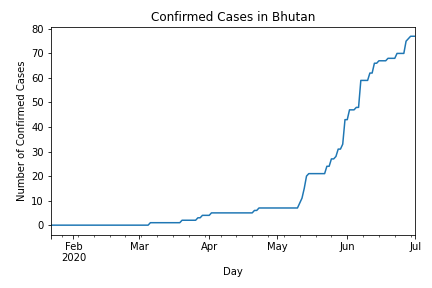 Confirmed Cases in Bhutan
80
70
60
50
40
30
20
10
0
Number of Confirmed Cases
Feb Mar Apr May Jun Jul
2020
Day